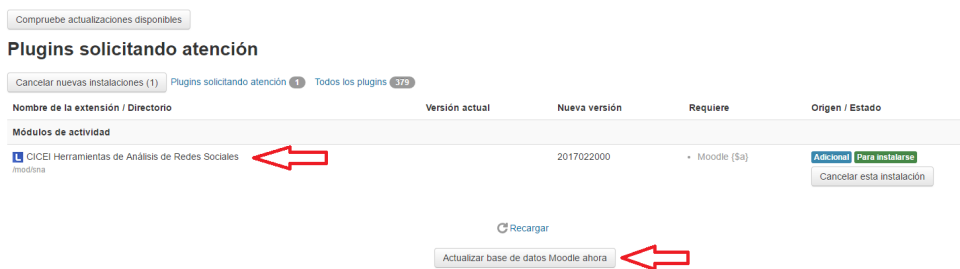 Compruebe actualizaciones disponibles
Plugins solicitando atención
Cancelar nuevas instalaciones (1) Plugins solicitando atención 1 Todos los plugins 379
Nombre de la extensión / Directorio Versión actual Nueva versión Requiere Origen / Estado
Módulos de actividad
L CICEI Herramientas de Análisis de Redes Sociales 2017022000 • Moodle {$a} Adicional Para instalarse
/mod/sna
Cancelar esta instalación
Recargar
Actualizar base de datos Moodle ahora